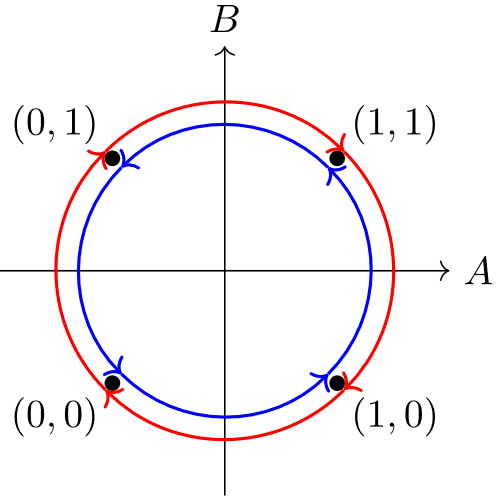 B
(0, 1) (1, 1)
A
(0, 0) (1, 0)